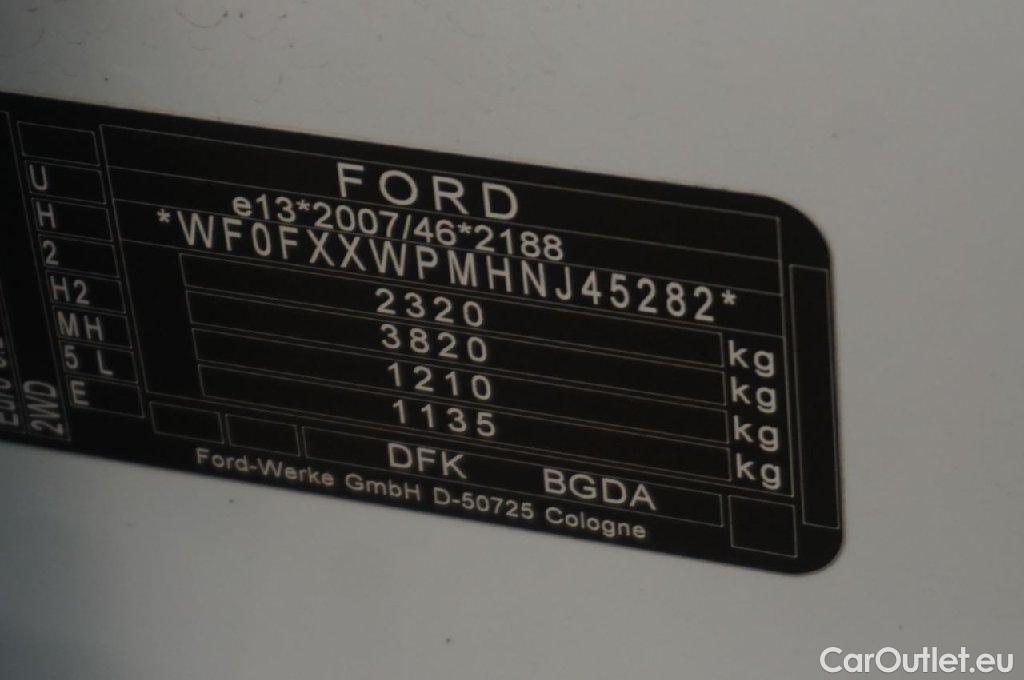 FORD
e13*2007/46*2188
*WF0FXXWPMHNJ45282*
2320 kg
3820 kg
1210 kg
1135 kg
DFK BGDA
Ford-Werke GmbH D-50725 Cologne
U
H
2
H2
MH
5 L
E
2WD
CarOutlet.eu